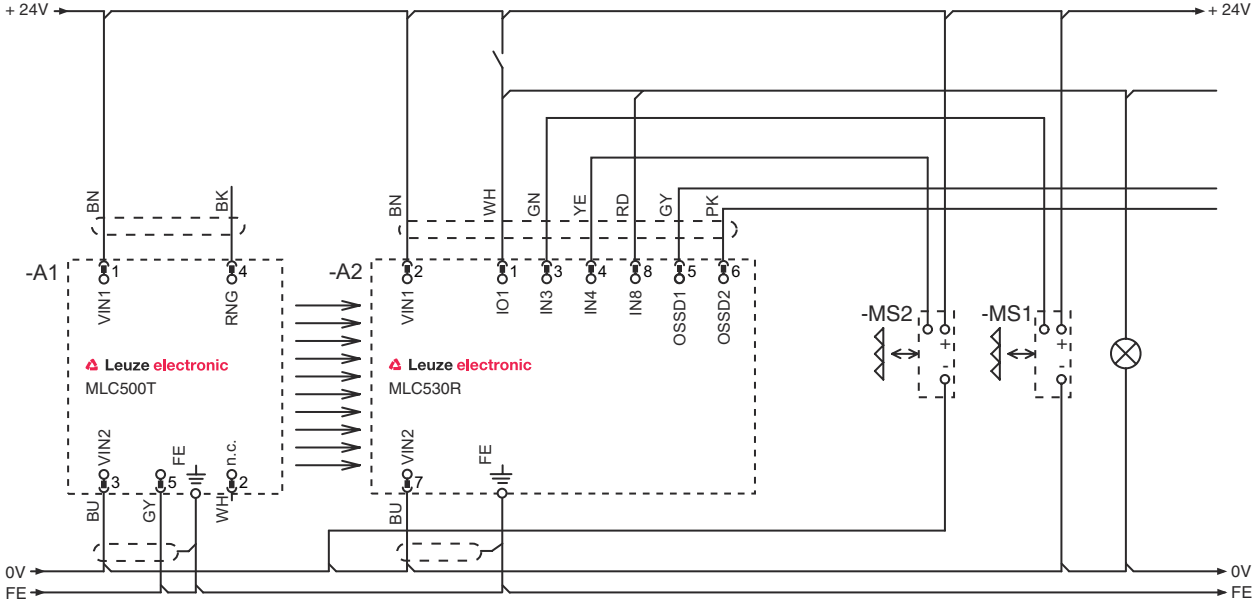 + 24V + 24V
BN BK BN WH GN YE RD GY PK
-A1 1 4 -A2 2 1 3 4 8 5 6
VIN1 RNG VIN1 IO1 IN3 IN4 IN8 OSSD1 OSSD2
-MS2 -MS1
+ +
- -
Leuze electronic Leuze electronic
MLC500T MLC530R
VIN2 FE n.c. VIN2 FE
3 5 2 7
BU GY WH BU
0V 0V
FE FE